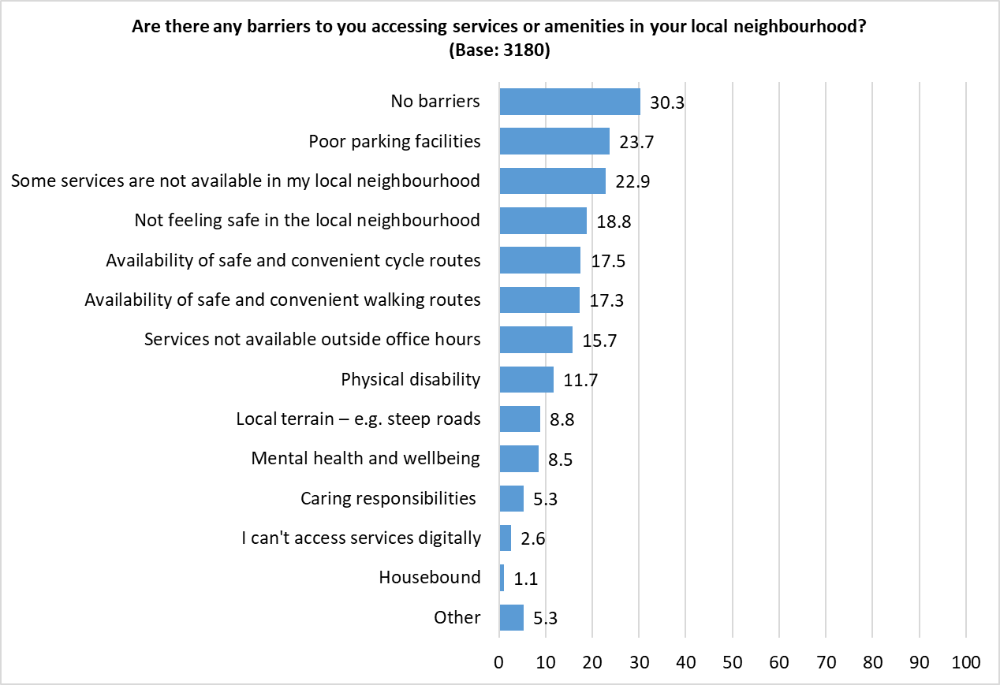 Are there any barriers to you accessing services or amenities in your local neighbourhood?
(Base: 3180)
No barriers 30.3
Poor parking facilities 23.7
Some services are not available in my local neighbourhood 22.9
Not feeling safe in the local neighbourhood 18.8
Availability of safe and convenient cycle routes 17.5
Availability of safe and convenient walking routes 17.3
Services not available outside office hours 15.7
Physical disability 11.7
Local terrain – e.g. steep roads 8.8
Mental health and wellbeing 8.5
Caring responsibilities 5.3
I can't access services digitally 2.6
Housebound 1.1
Other 5.3
0 10 20 30 40 50 60 70 80 90 100